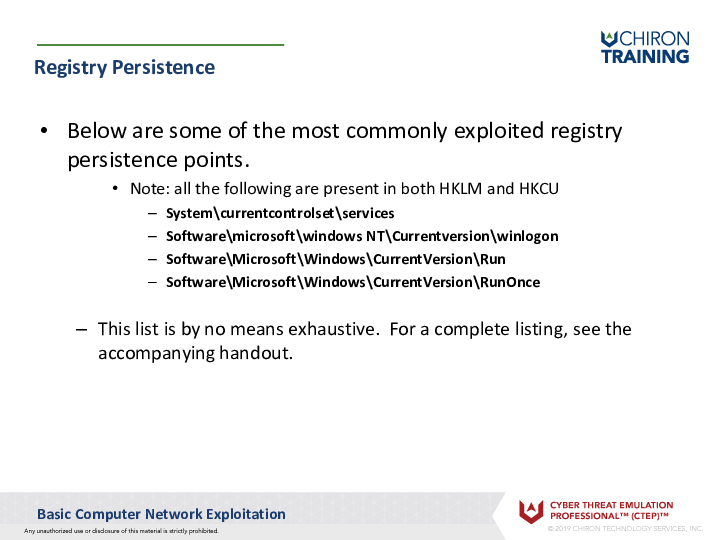 CHIRON
TRAINING
Registry Persistence
• Below are some of the most commonly exploited registry
persistence points.
• Note: all the following are present in both HKLM and HKCU
– System\currentcontrolset\services
– Software\microsoft\windows NT\Currentversion\winlogon
– Software\Microsoft\Windows\CurrentVersion\Run
– Software\Microsoft\Windows\CurrentVersion\RunOnce
– This list is by no means exhaustive.  For a complete listing, see the
accompanying handout.
Basic Computer Network Exploitation
Any unauthorized use or disclosure of this material is strictly prohibited.
CYBER THREAT EMULATION
PROFESSIONAL™ (CTEP)™
© 2019 CHIRON TECHNOLOGY SERVICES, INC.